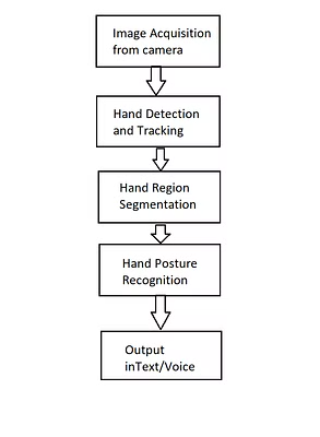 Image Acquisition
from camera
Hand Detection
and Tracking
Hand Region
Segmentation
Hand Posture
Recognition
Output
inText/Voice